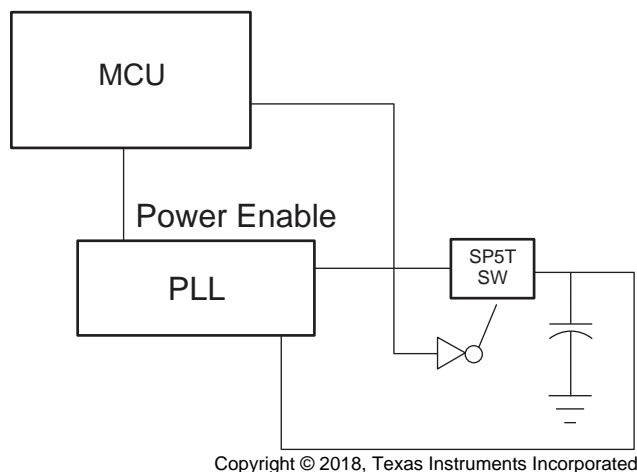 MCU
Power Enable
PLL
SP5T
SW
Copyright © 2018, Texas Instruments Incorporated